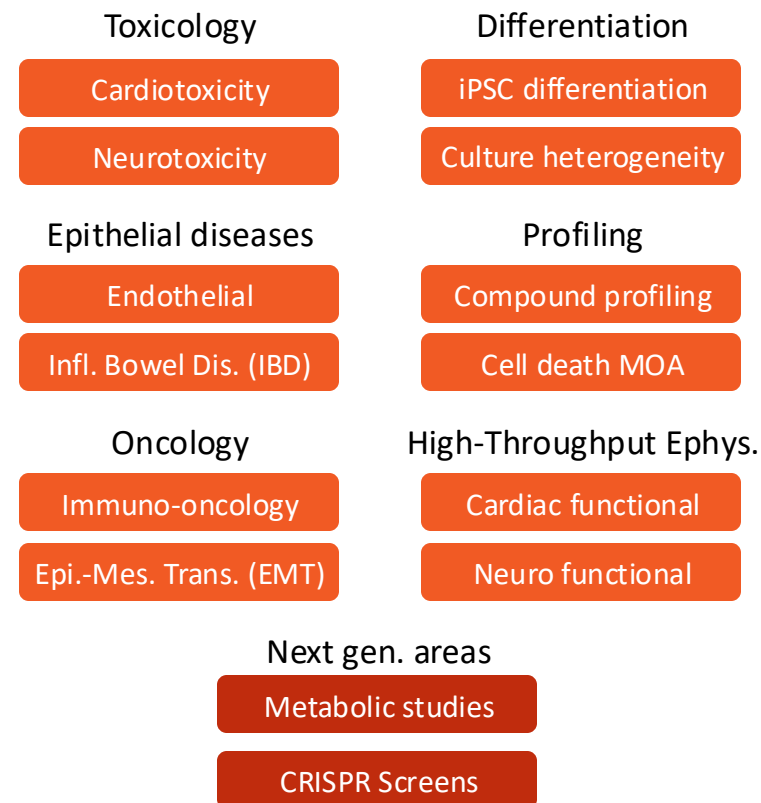 Toxicology
Cardiotoxicity
Neurotoxicity
Differentiation
iPSC differentiation
Culture heterogeneity
Epithelial diseases
Endothelial
Infl. Bowel Dis. (IBD)
Profiling
Compound profiling
Cell death MOA
Oncology
Immuno-oncology
Epi.-Mes. Trans. (EMT)
High-Throughput Ephys.
Cardiac functional
Neuro functional
Next gen. areas
Metabolic studies
CRISPR Screens